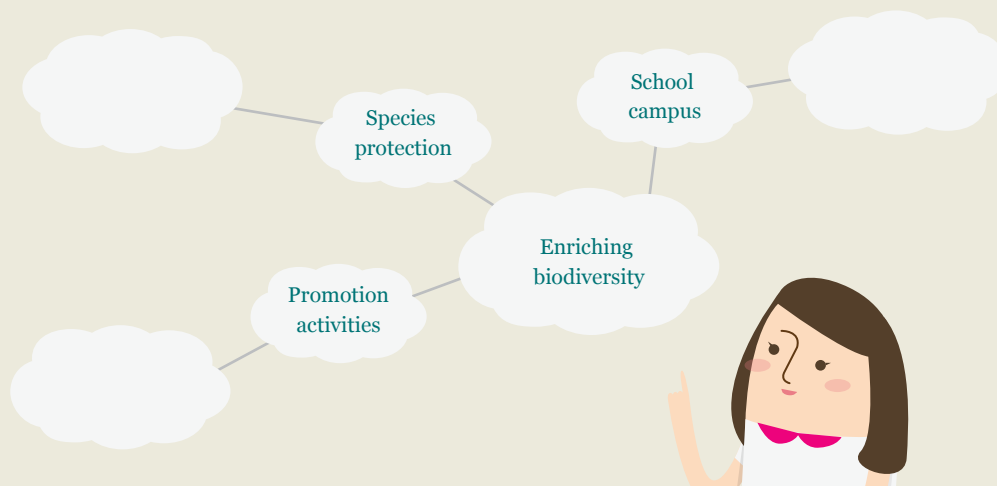 School
campus
Species
protection
Enriching
biodiversity
Promotion
activities